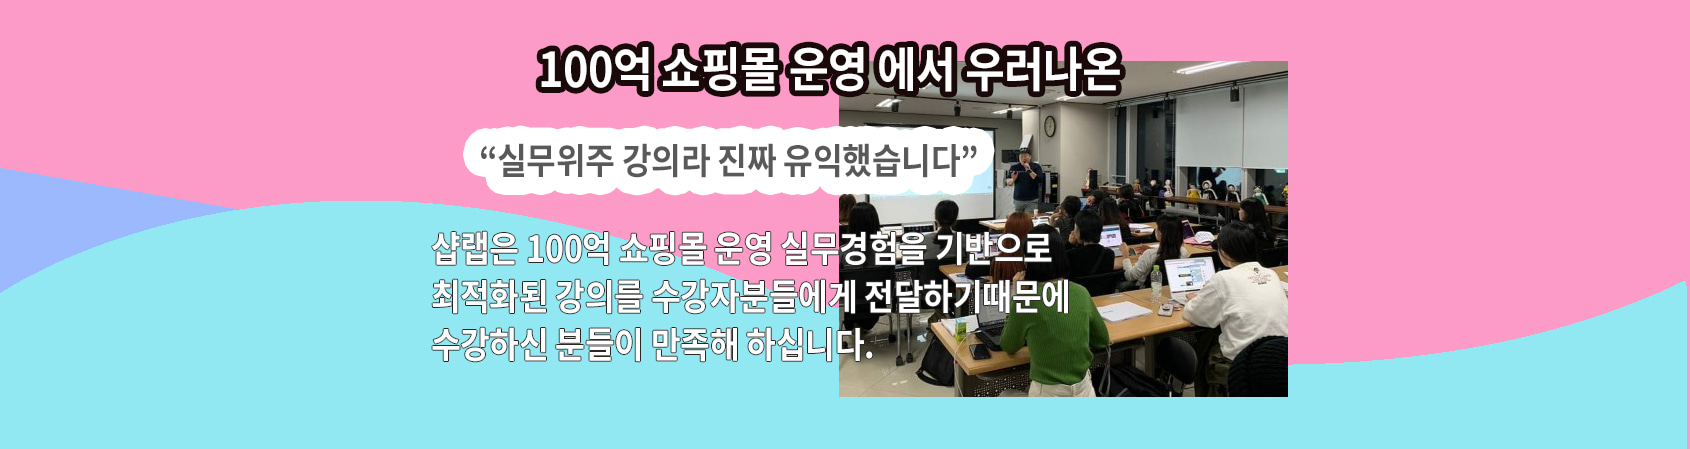 100억 쇼핑몰 운영 에서 우러나온
“실무위주 강의라 진짜 유익했습니다”
샵랩은 100억 쇼핑몰 운영 실무경험을 기반으로
최적화된 강의를 수강자분들에게 전달하기때문에
수강하신 분들이 만족해 하십니다.